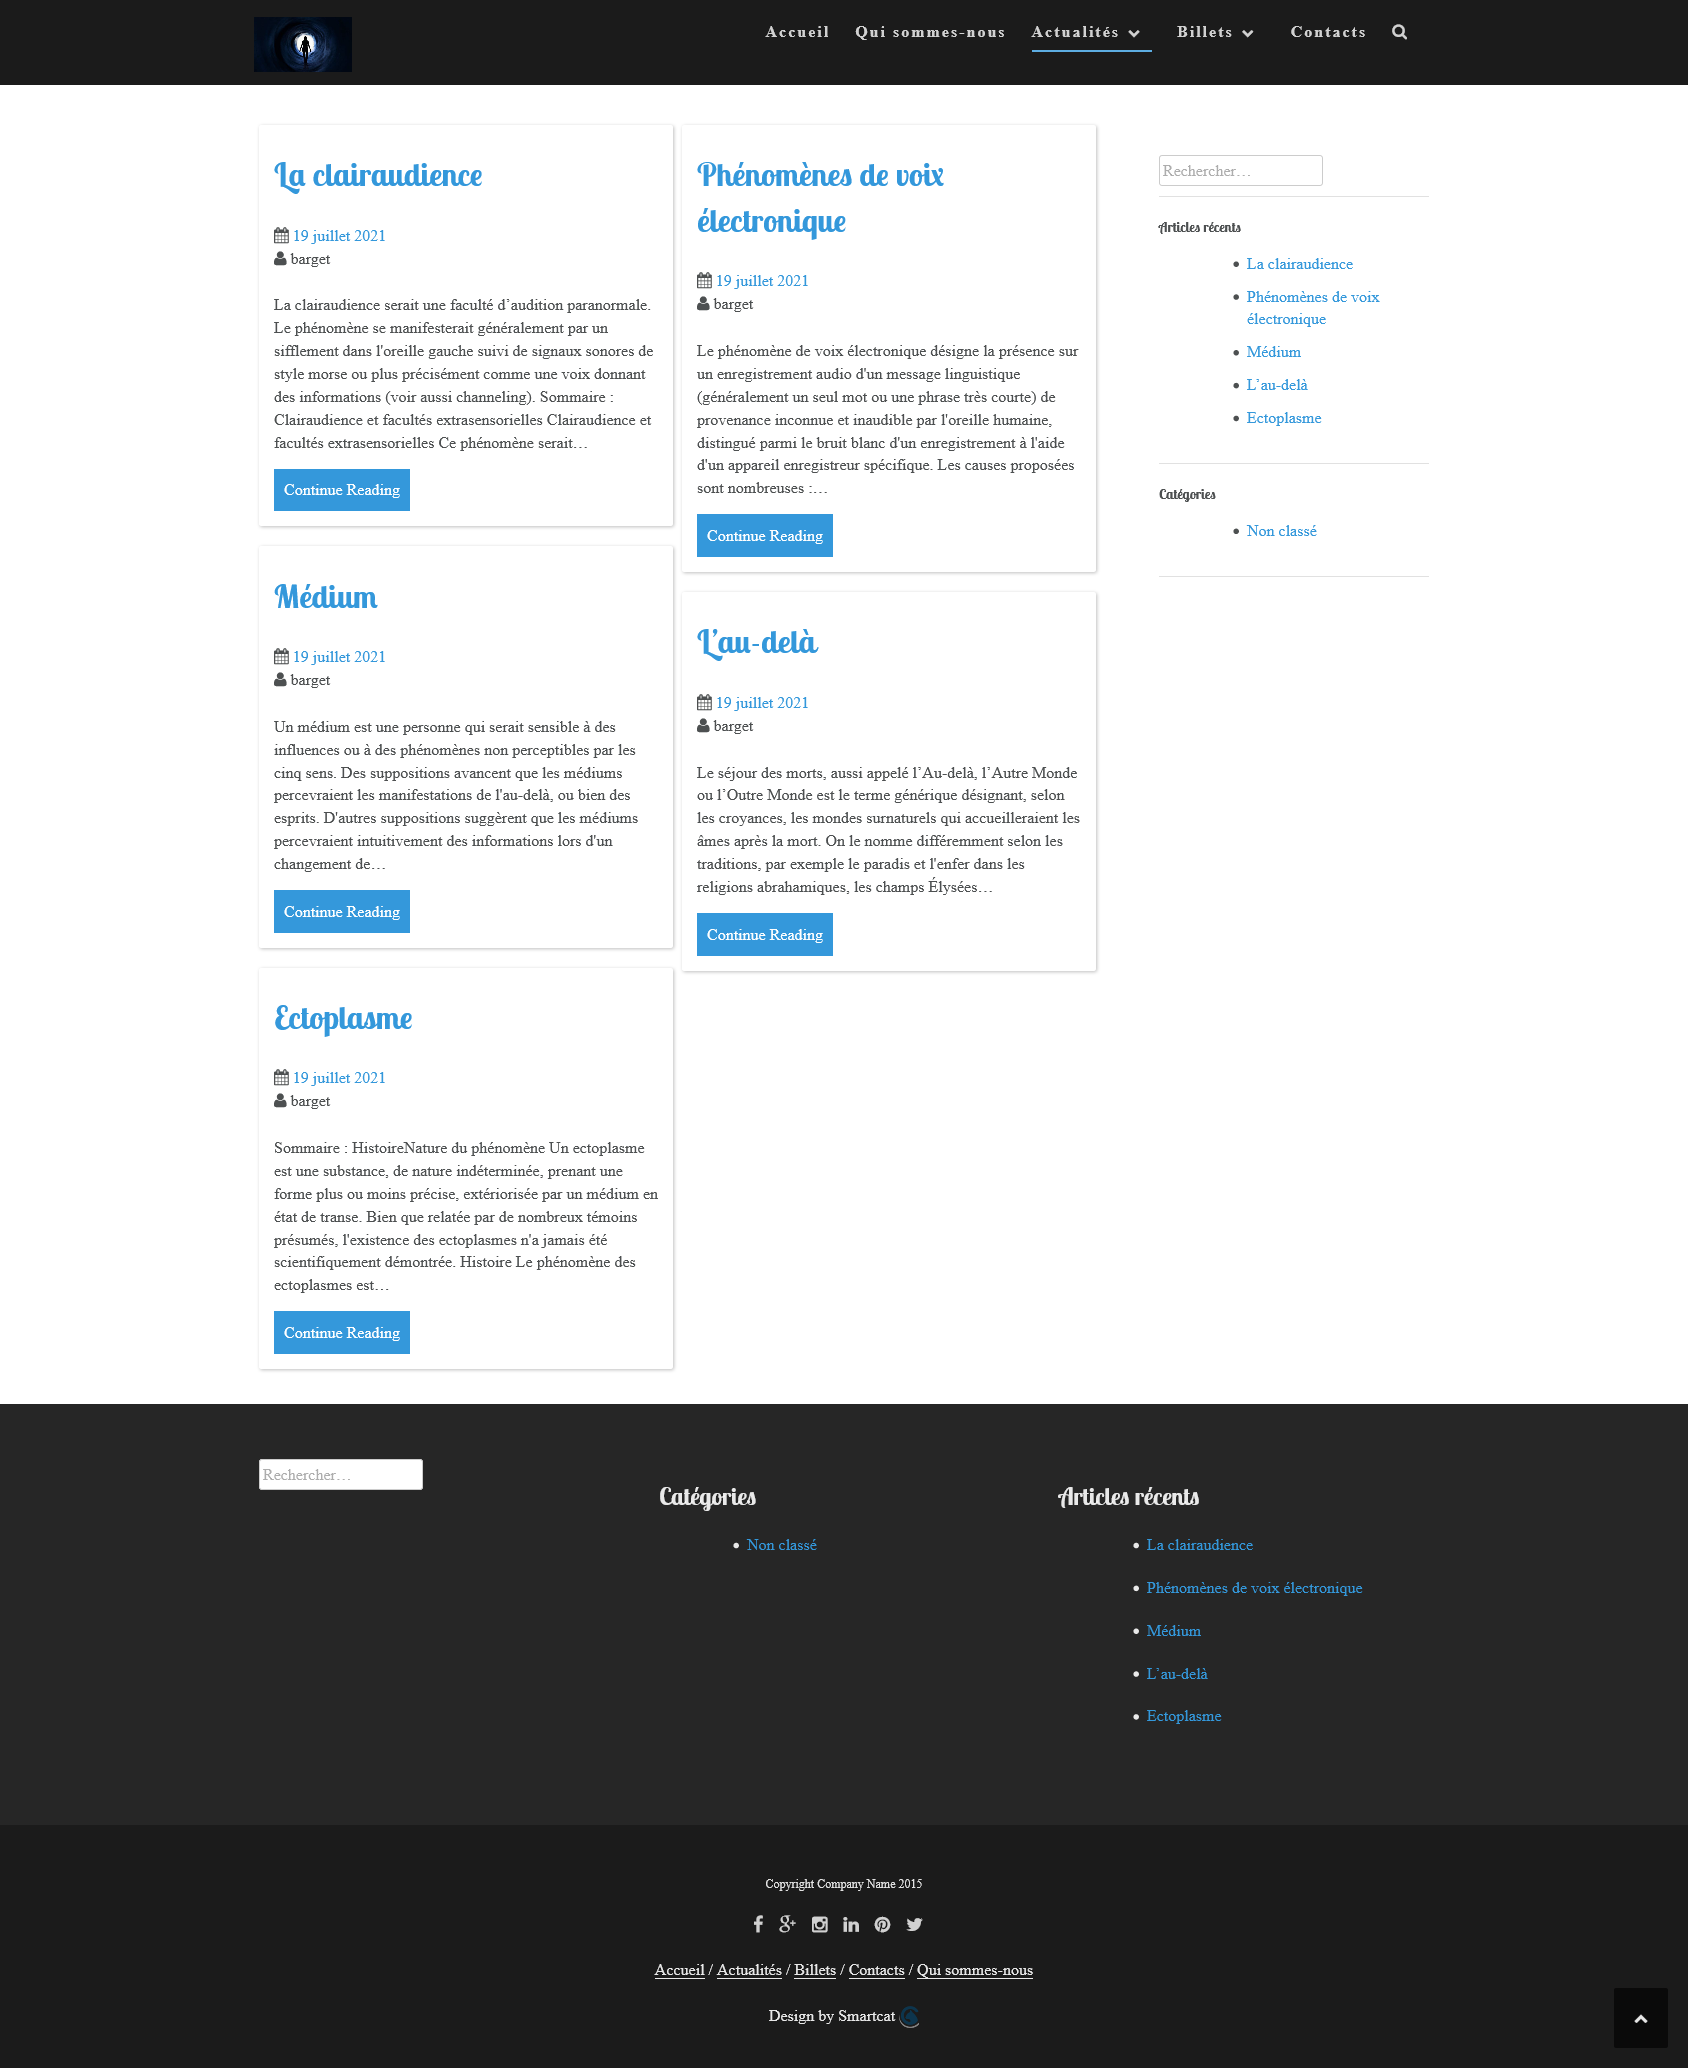 Accueil
Qui sommes-nous
Actualités
Billets
Contacts
La clairaudience
19 juillet 2021
barget
La clairaudience serait une faculté d’audition paranormale.
Le phénomène se manifesterait généralement par un
sifflement dans l'oreille gauche suivi de signaux sonores de
style morse ou plus précisément comme une voix donnant
des informations (voir aussi channeling). Sommaire :
Clairaudience et facultés extrasensorielles Clairaudience et
facultés extrasensorielles Ce phénomène serait…
Continue Reading
Phénomènes de voix
électronique
19 juillet 2021
barget
Le phénomène de voix électronique désigne la présence sur
un enregistrement audio d'un message linguistique
(généralement un seul mot ou une phrase très courte) de
provenance inconnue et inaudible par l'oreille humaine,
distingué parmi le bruit blanc d'un enregistrement à l'aide
d'un appareil enregistreur spécifique. Les causes proposées
sont nombreuses :…
Continue Reading
Médium
19 juillet 2021
barget
Un médium est une personne qui serait sensible à des
influences ou à des phénomènes non perceptibles par les
cinq sens. Des suppositions avancent que les médiums
percevraient les manifestations de l'au-delà, ou bien des
esprits. D'autres suppositions suggèrent que les médiums
percevraient intuitivement des informations lors d'un
changement de…
Continue Reading
L’au-delà
19 juillet 2021
barget
Le séjour des morts, aussi appelé l’Au-delà, l’Autre Monde
ou l’Outre Monde est le terme générique désignant, selon
les croyances, les mondes surnaturels qui accueilleraient les
âmes après la mort. On le nomme différemment selon les
traditions, par exemple le paradis et l'enfer dans les
religions abrahamiques, les champs Élysées…
Continue Reading
Ectoplasme
19 juillet 2021
barget
Sommaire : HistoireNature du phénomène Un ectoplasme
est une substance, de nature indéterminée, prenant une
forme plus ou moins précise, extériorisée par un médium en
état de transe. Bien que relatée par de nombreux témoins
présumés, l'existence des ectoplasmes n'a jamais été
scientifiquement démontrée. Histoire Le phénomène des
ectoplasmes est…
Continue Reading
Rechercher…
Articles récents
La clairaudience
Phénomènes de voix
électronique
Médium
L’au-delà
Ectoplasme
Catégories
Non classé
Rechercher…
Catégories
Non classé
Articles récents
La clairaudience
Phénomènes de voix électronique
Médium
L’au-delà
Ectoplasme
Copyright Company Name 2015
Accueil / Actualités / Billets / Contacts / Qui sommes-nous
Design by Smartcat